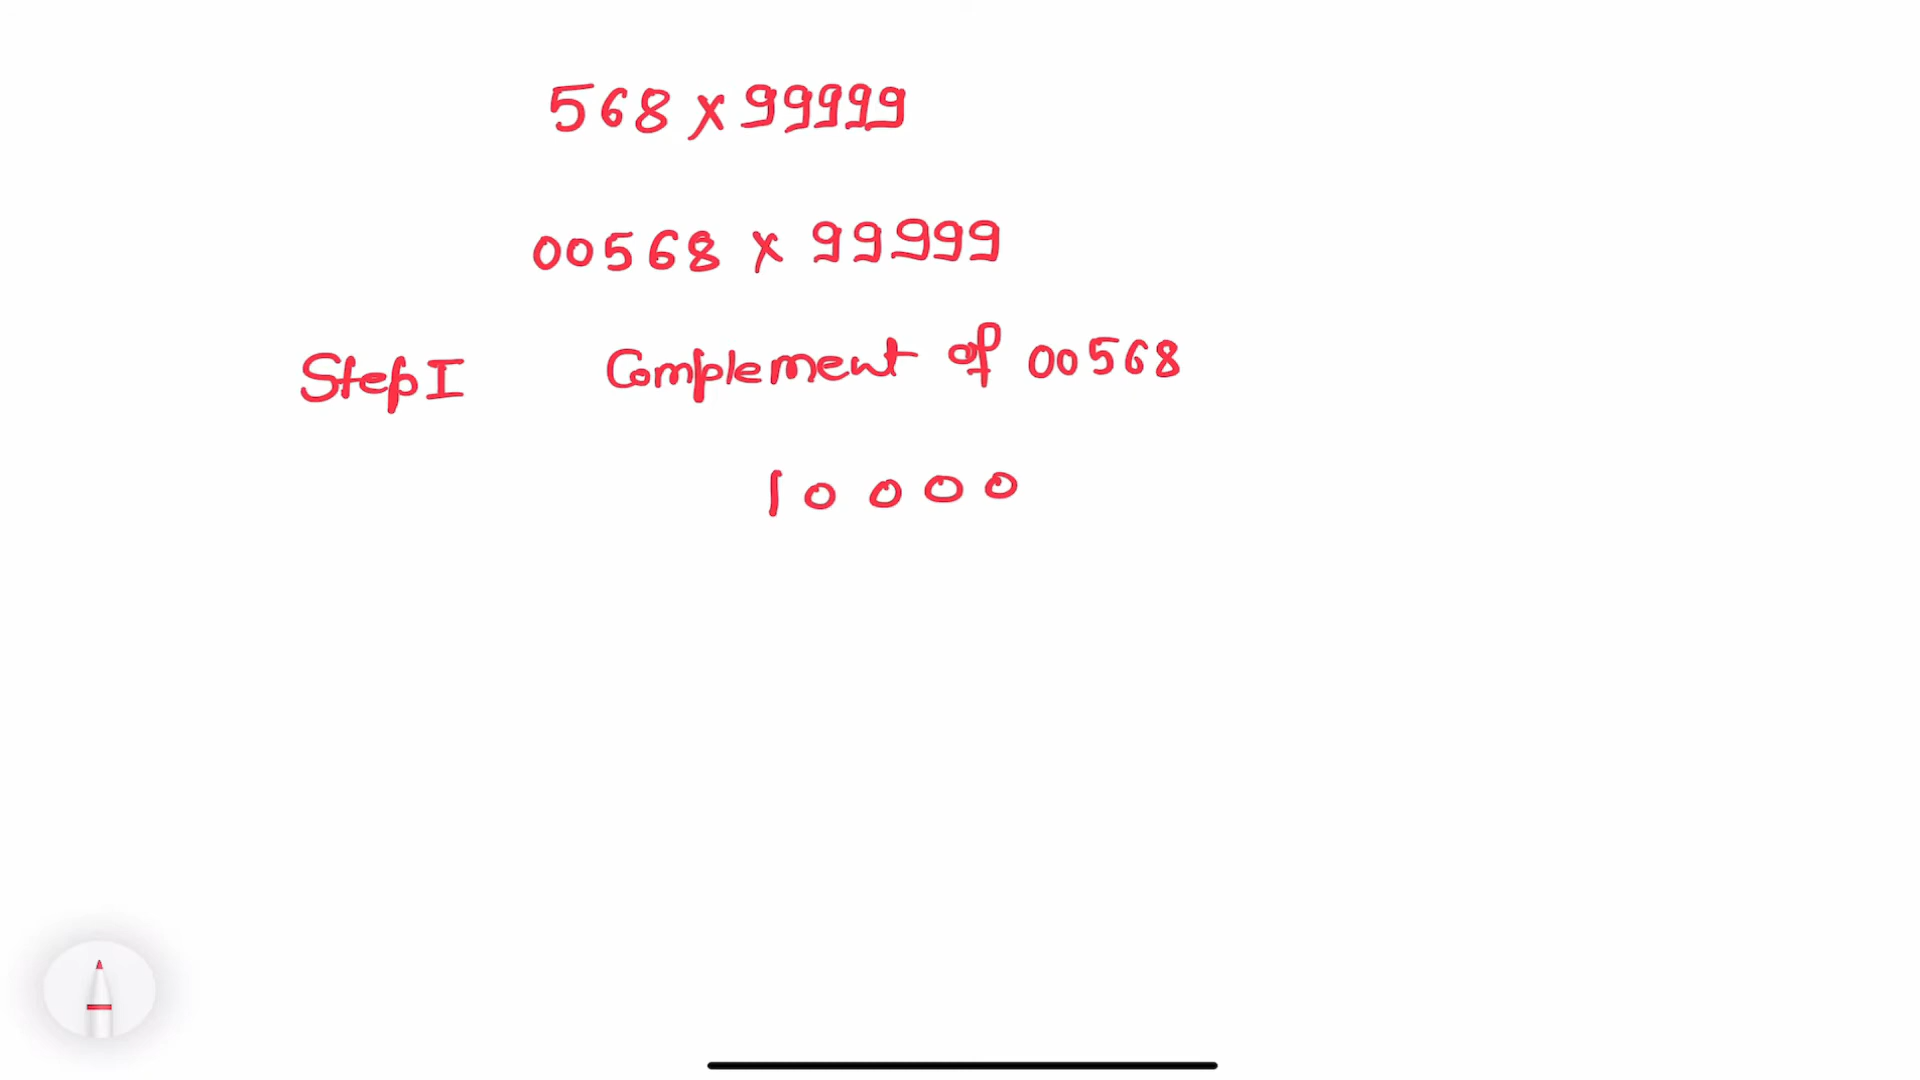 568 x 99999
00568 x 99999
Step I Complement of 00568
10000